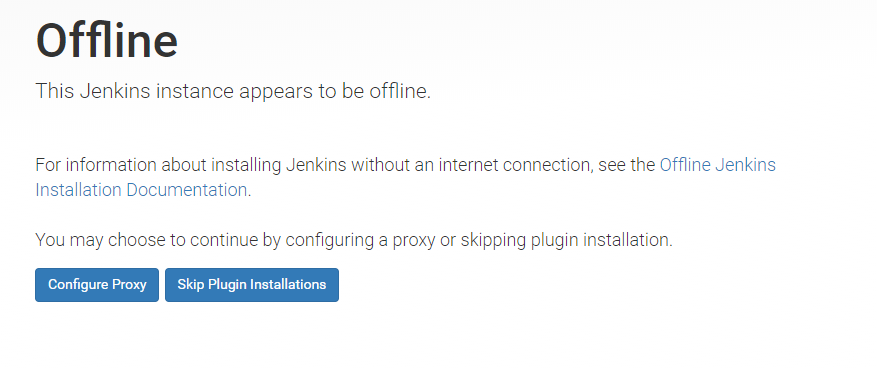 Offline
This Jenkins instance appears to be offline.
For information about installing Jenkins without an internet connection, see the Offline Jenkins
Installation Documentation.
You may choose to continue by configuring a proxy or skipping plugin installation.
Configure Proxy Skip Plugin Installations